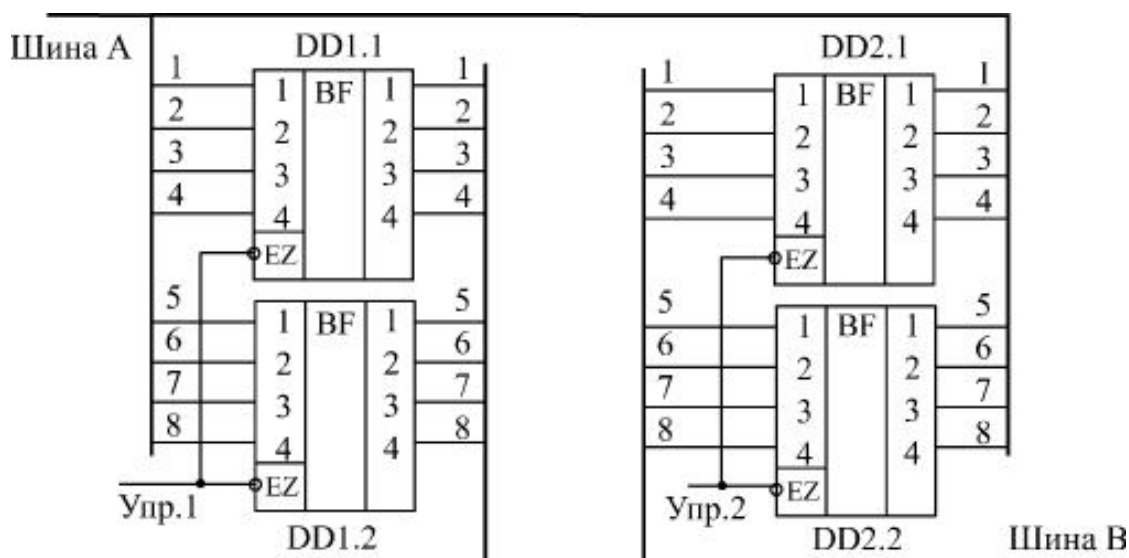 Шина А
DD1.1
DD2.1
1 1 BF 1 1
2 2 2 2
3 3 3 3
4 4 4 4
EZ
1 1 BF 1 1
2 2 2 2
3 3 3 3
4 4 4 4
EZ
5 1 BF 1 5
6 2 2 6
7 3 3 7
8 4 4 8
EZ
Упр.1
DD1.2
5 1 BF 1 5
6 2 2 6
7 3 3 7
8 4 4 8
EZ
Упр.2
DD2.2
Шина В